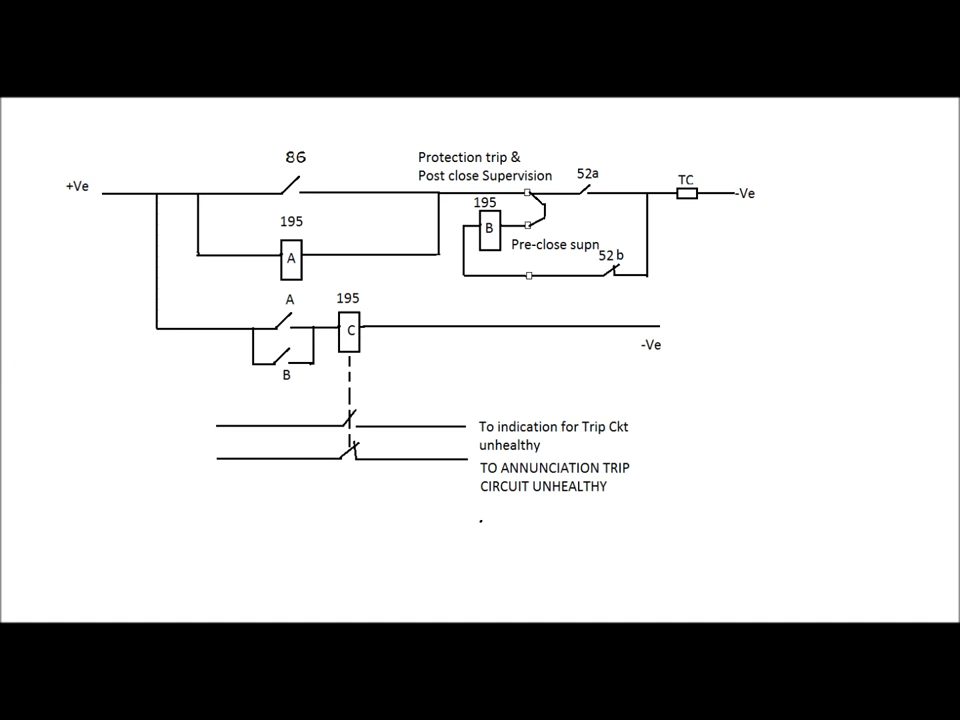 86
Protection trip &
Post close Supervision
52a
TC
+Ve
-Ve
195
195
B
Pre-close supn
52 b
A
A
195
C
-Ve
B
To indication for Trip Ckt
unhealthy
TO ANNUNCIATION TRIP
CIRCUIT UNHEALTHY